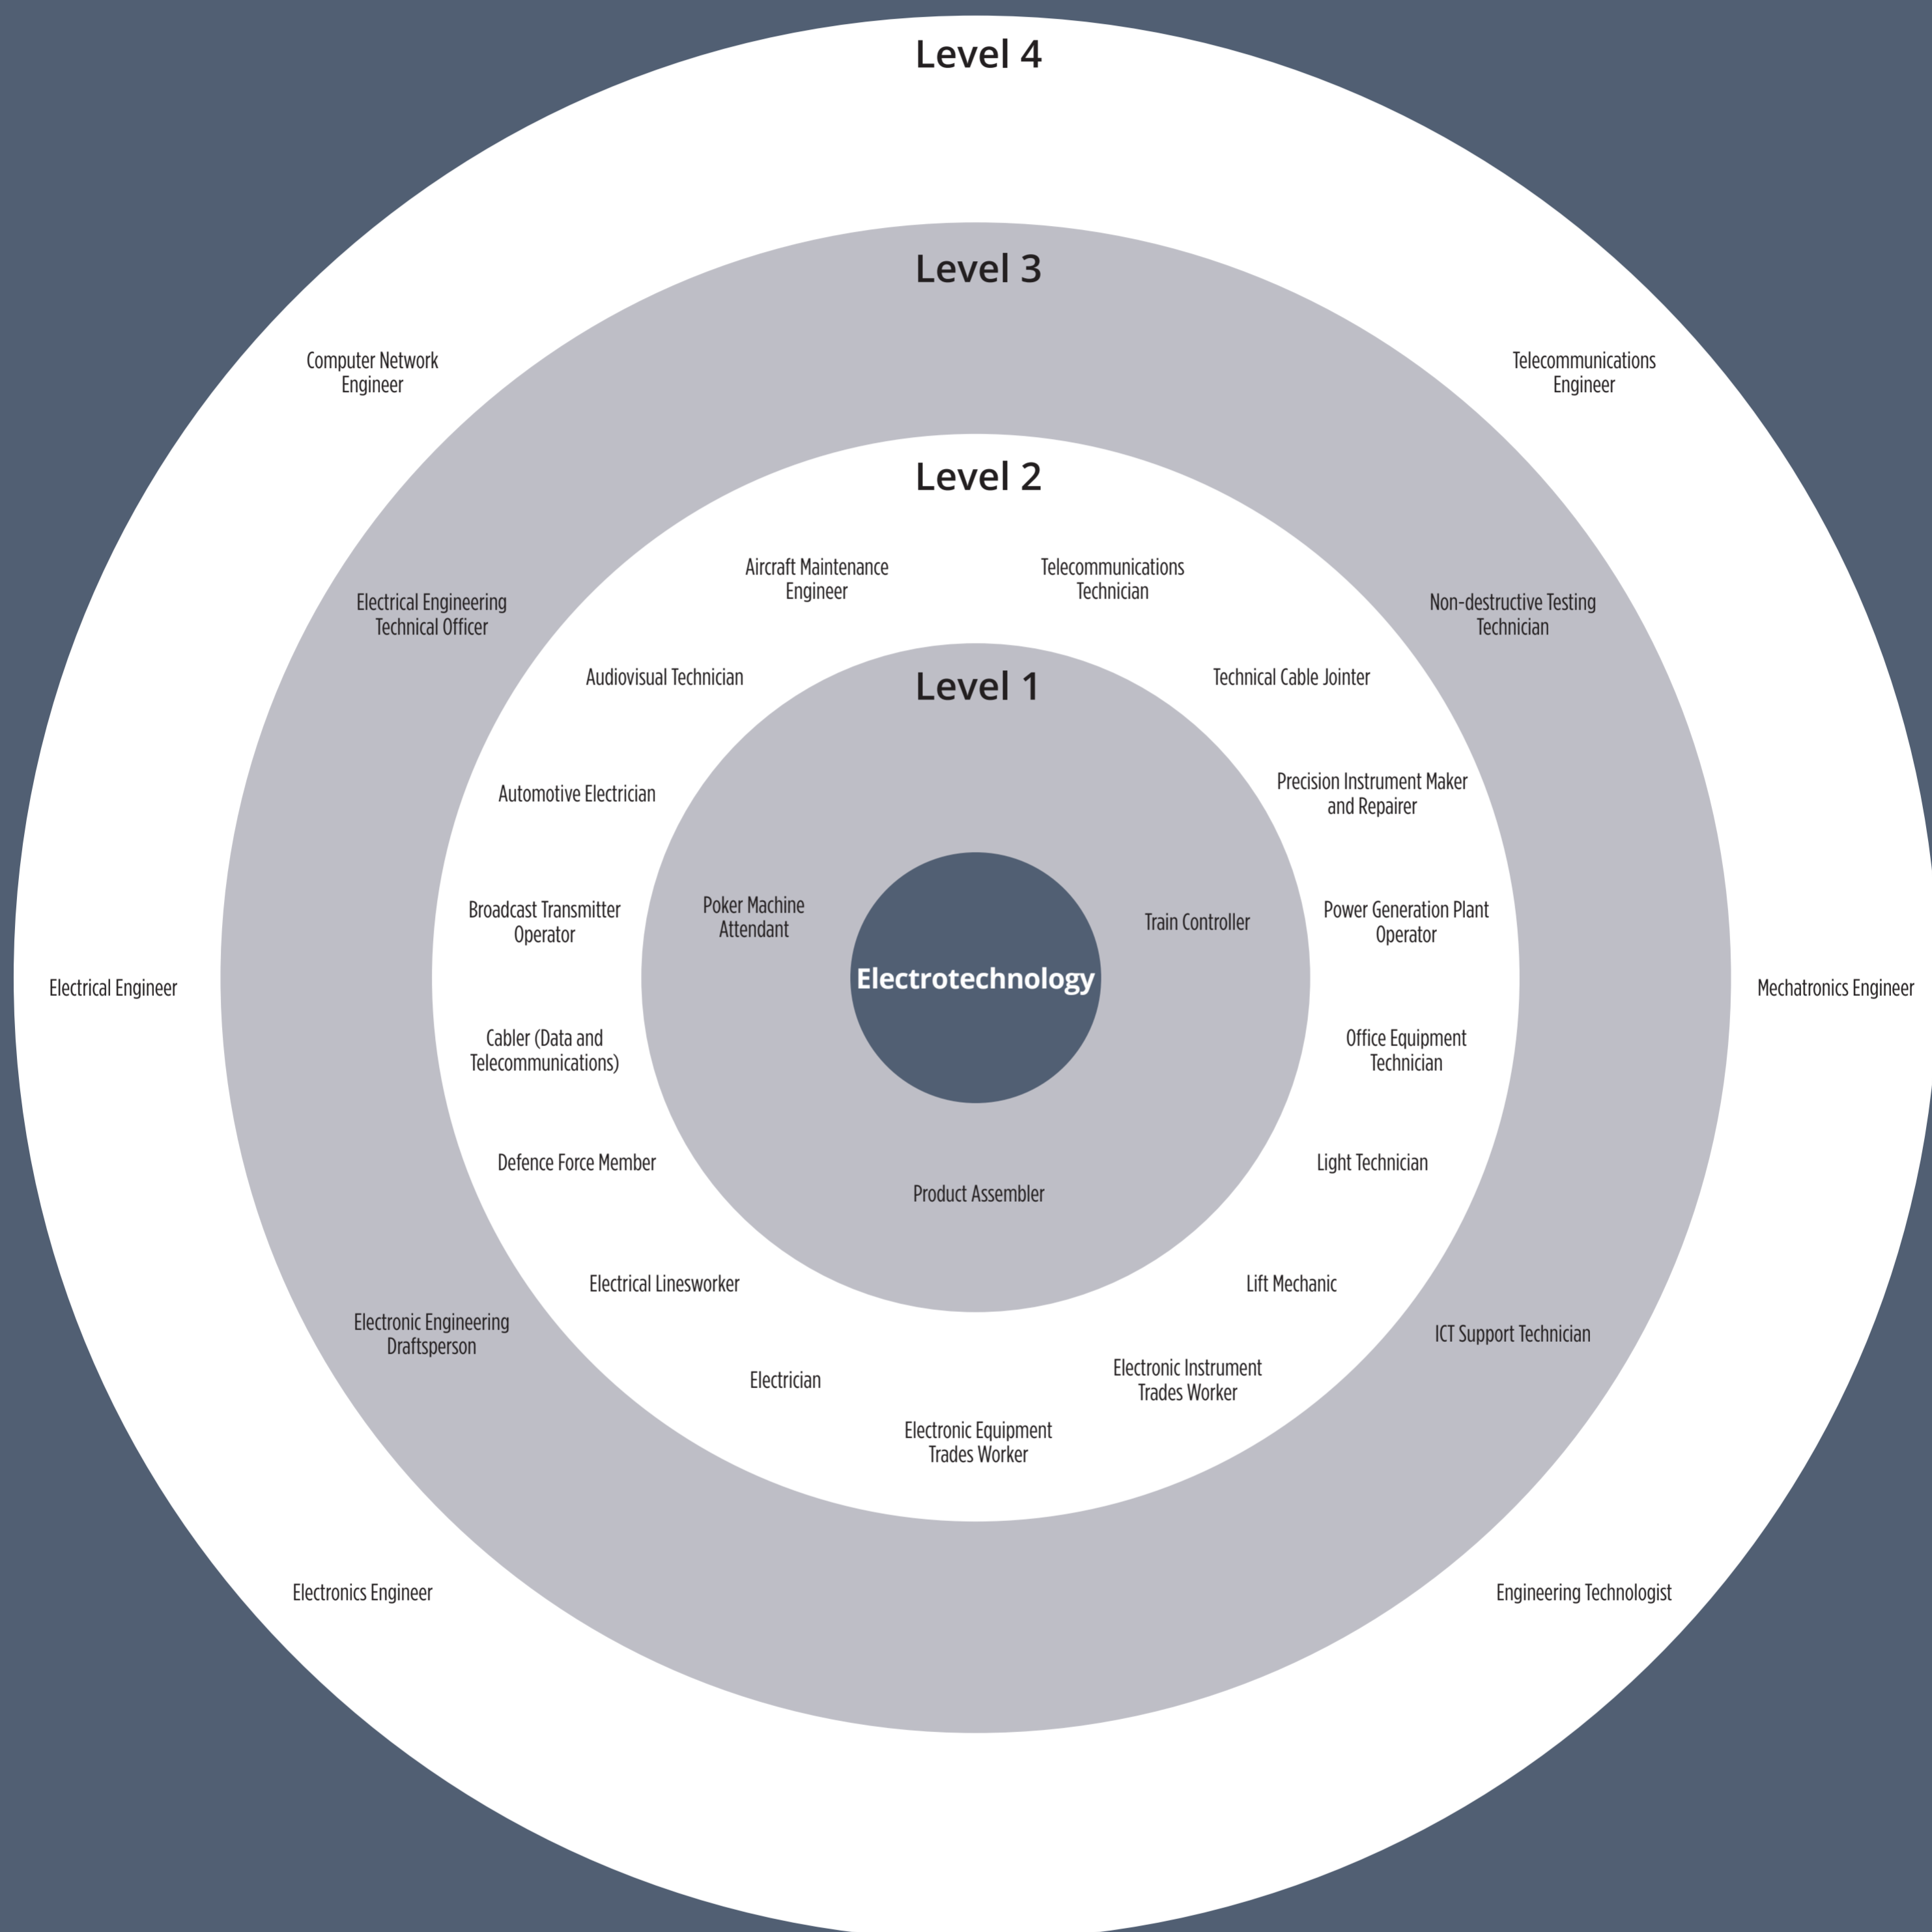 Level 4
Computer Network
Engineer
Telecommunications
Engineer
Electrical Engineer
Mechatronics Engineer
Electronics Engineer
Engineering Technologist
Level 3
Electrical Engineering
Technical Officer
Non-destructive Testing
Technician
Electronic Engineering
Draftsperson
ICT Support Technician
Level 2
Aircraft Maintenance
Engineer
Telecommunications
Technician
Audiovisual Technician
Technical Cable Jointer
Automotive Electrician
Precision Instrument Maker
and Repairer
Broadcast Transmitter
Operator
Power Generation Plant
Operator
Cabler (Data and
Telecommunications)
Office Equipment
Technician
Defence Force Member
Light Technician
Electrical Linesworker
Lift Mechanic
Electrician
Electronic Instrument
Trades Worker
Electronic Equipment
Trades Worker
Level 1
Poker Machine
Attendant
Train Controller
Product Assembler
Electrotechnology